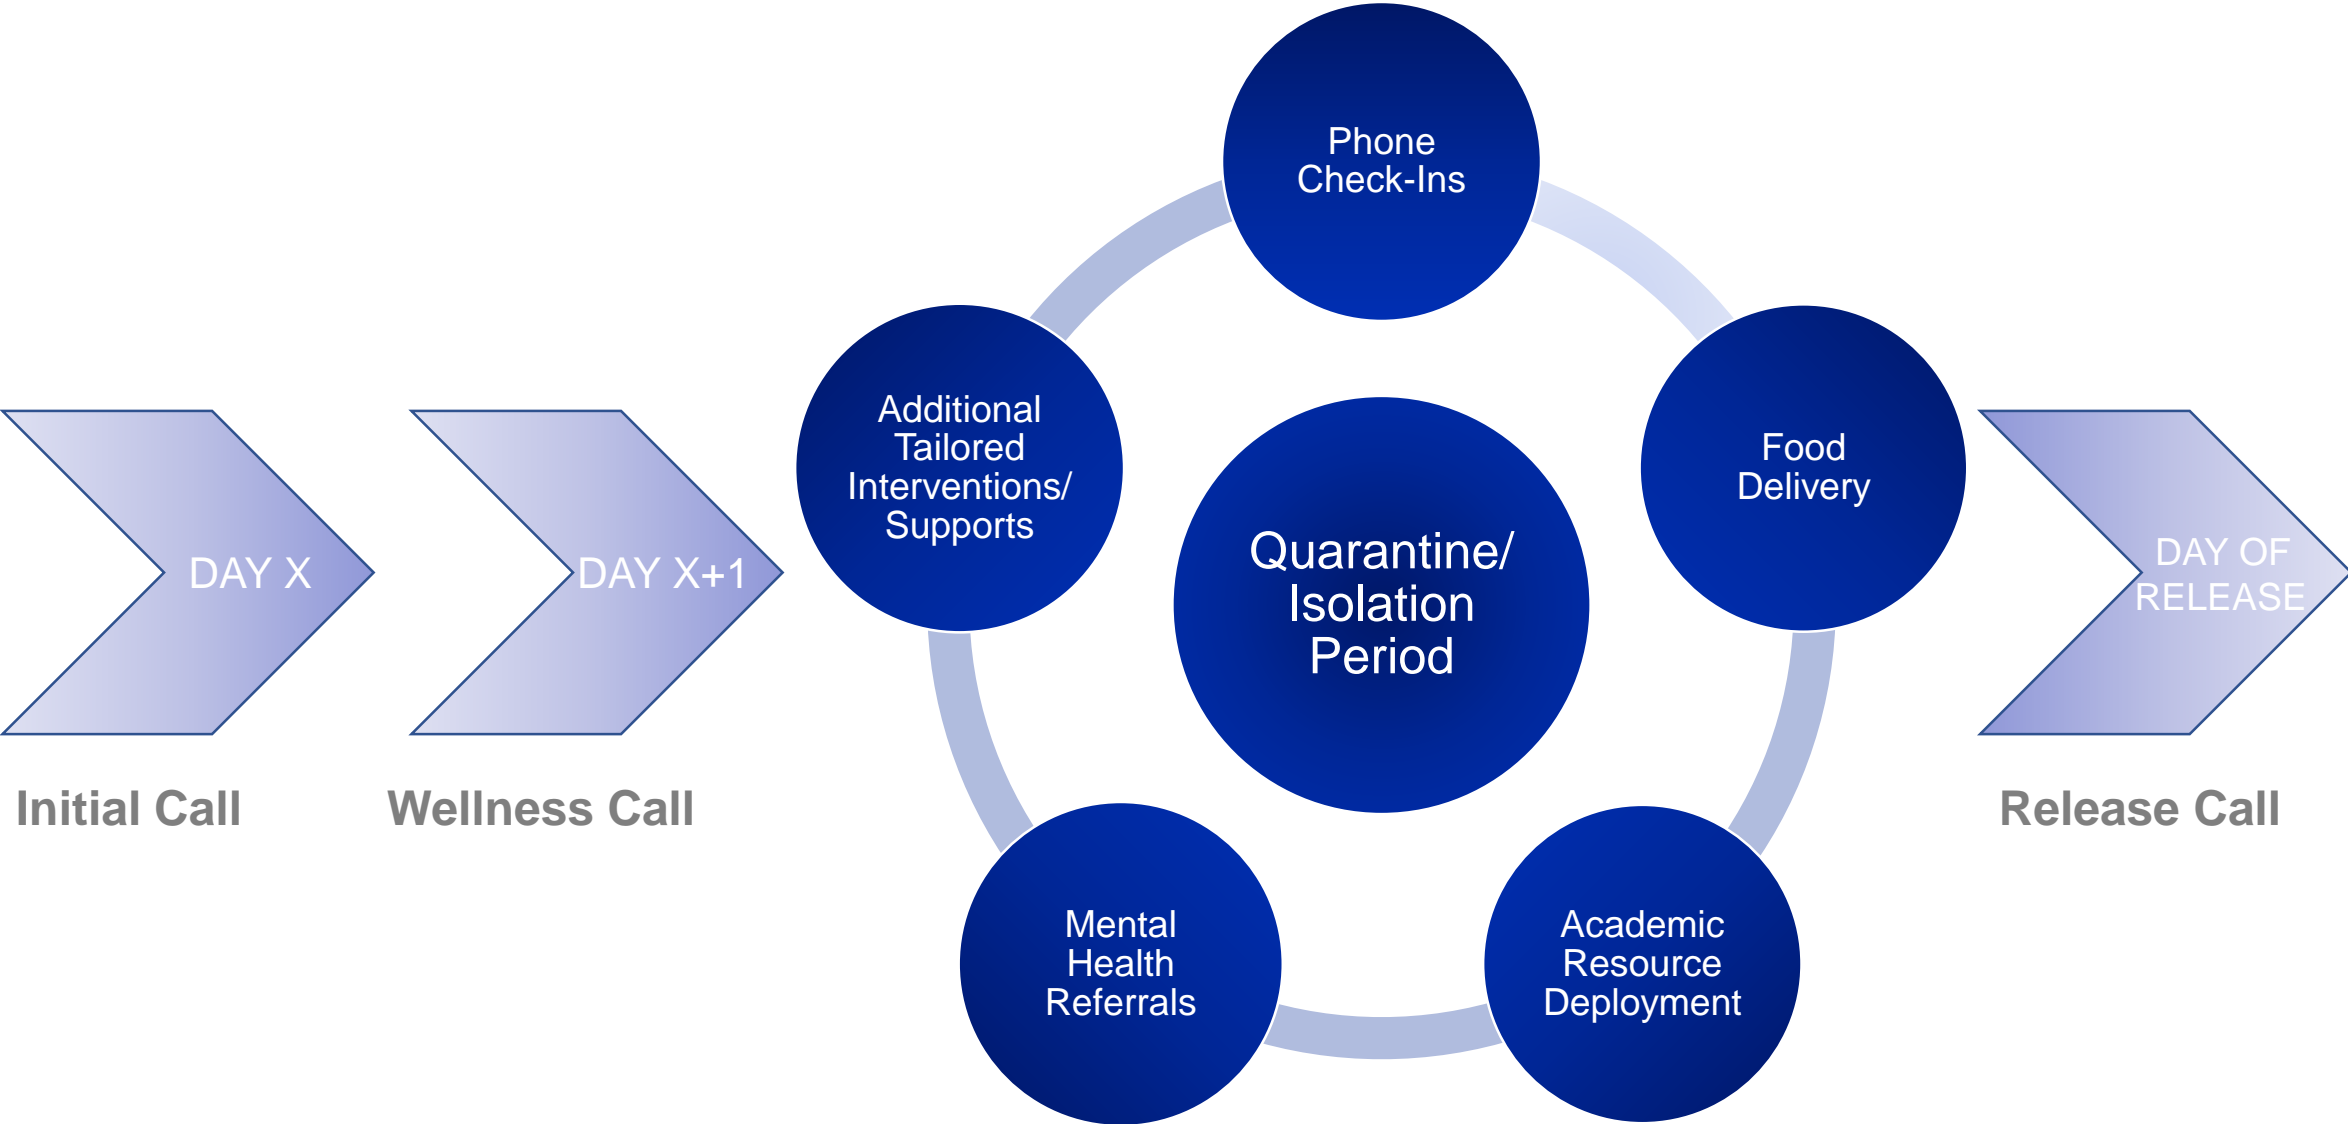 DAY X
Initial Call
DAY X+1
Wellness Call
Phone
Check-Ins
Food
Delivery
Academic
Resource
Deployment
Mental
Health
Referrals
Additional
Tailored
Interventions/
Supports
Quarantine/
Isolation
Period
DAY OF
RELEASE
Release Call